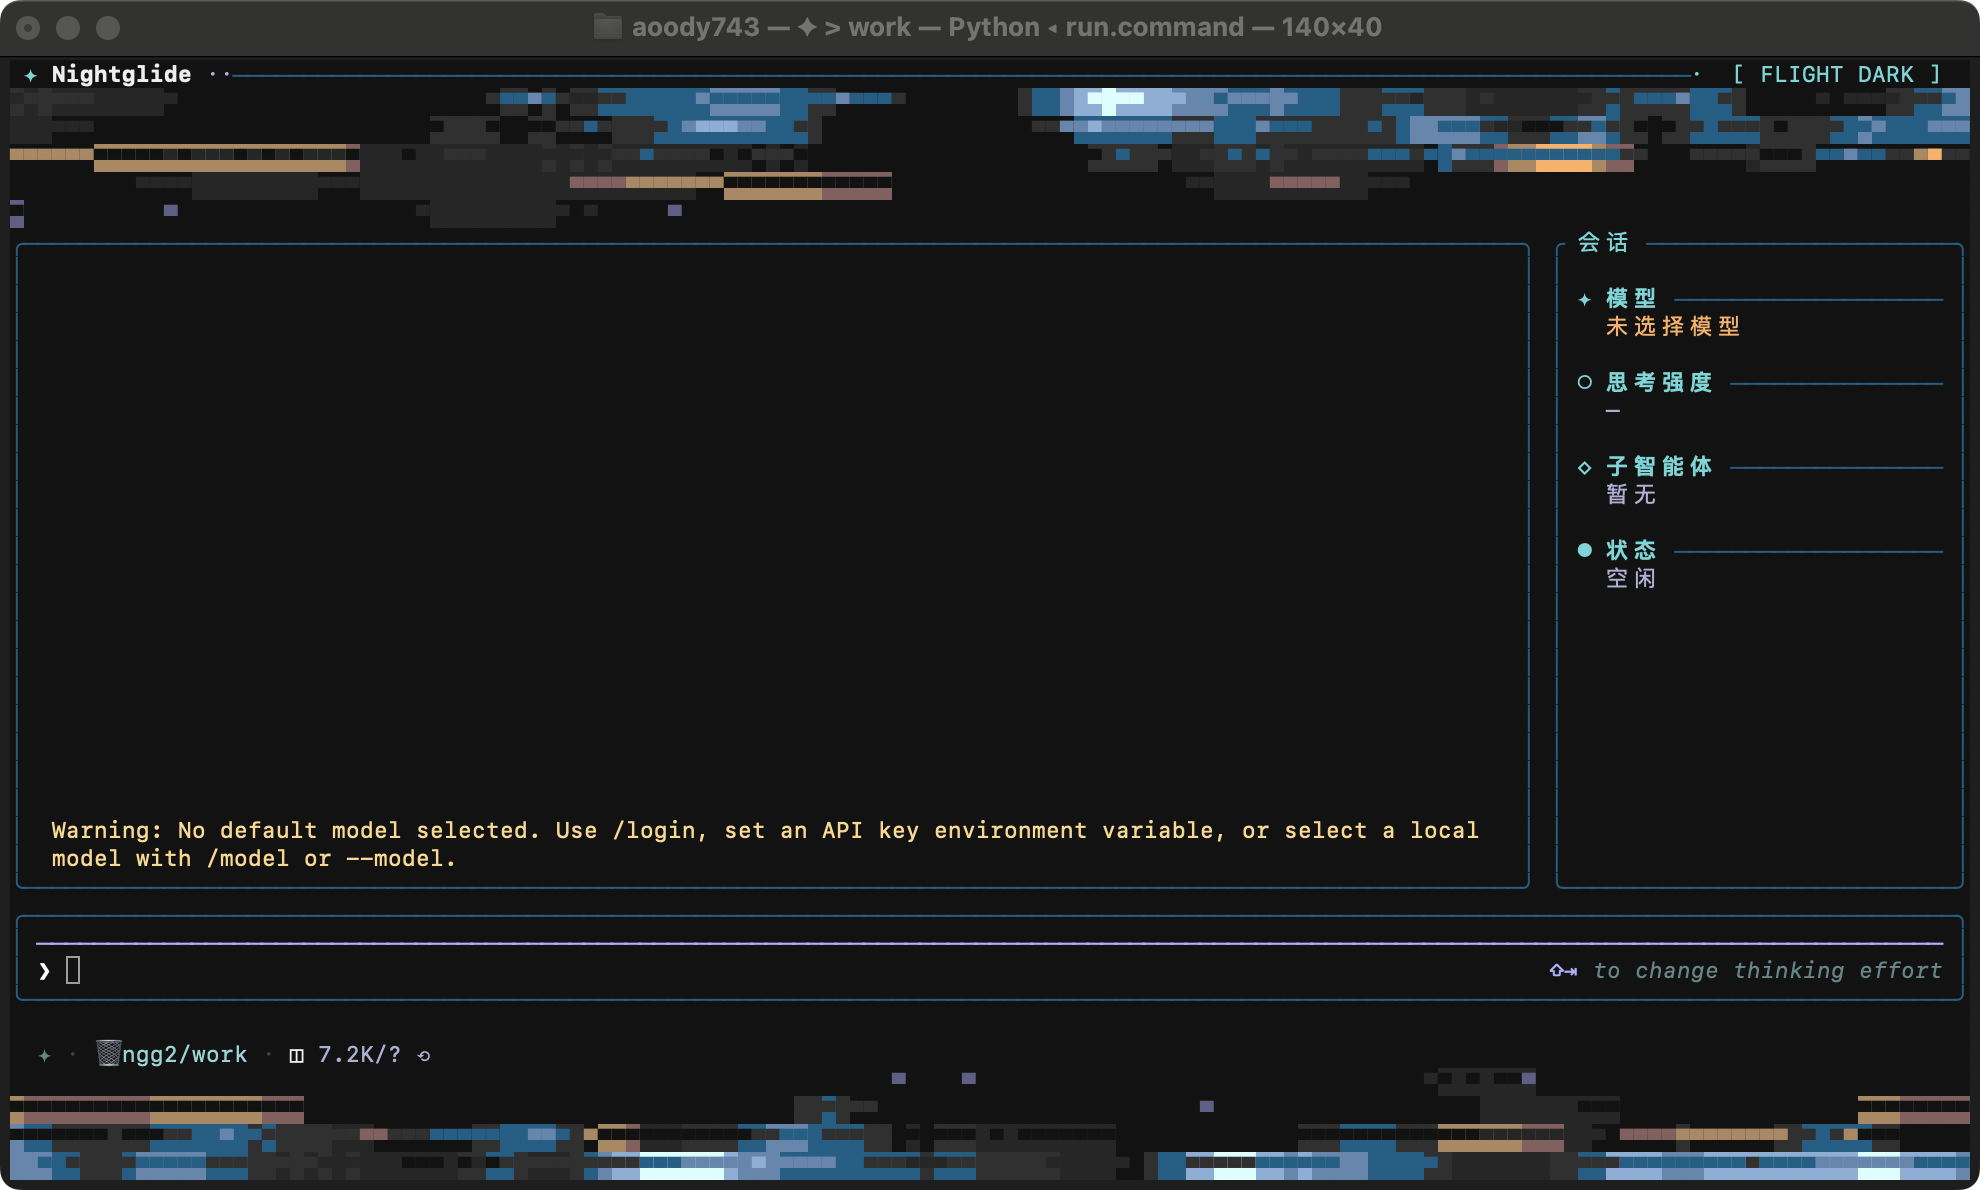 aoody743 — ✦ > work — Python ◂ run.command — 140×40
✦ Nightglide ·· · [ FLIGHT DARK ]
会话
✦ 模型
未选择模型
○ 思考强度
—
◇ 子智能体
暂无
● 状态
空闲
Warning: No default model selected. Use /login, set an API key environment variable, or select a local
model with /model or --model.
❯ to change thinking effort
✦ · 🗑ngg2/work · ◫ 7.2K/? ⟲